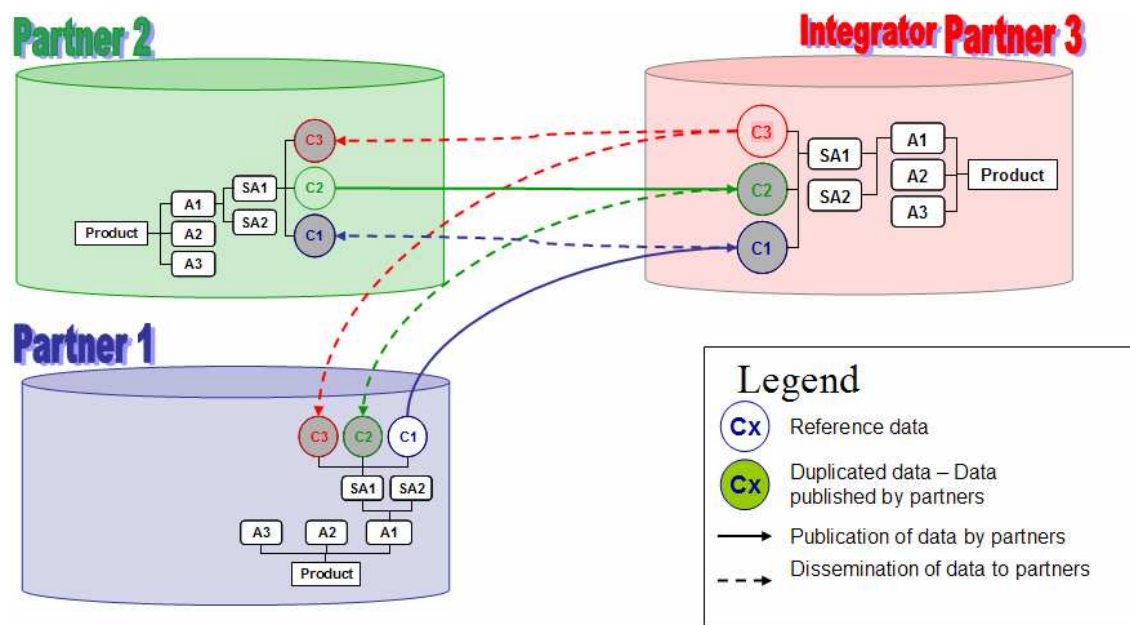 Partner 2
Integrator Partner 3
C3
C2
C1
SA1
SA2
A1
A2
A3
Product
C3
C2
C1
SA1
SA2
A1
A2
A3
Product
Partner 1
C3 C2 C1
SA1 SA2
A3 A2 A1
Product
Legend
Cx Reference data
Cx Duplicated data – Data
published by partners
Publication of data by partners
Dissemination of data to partners